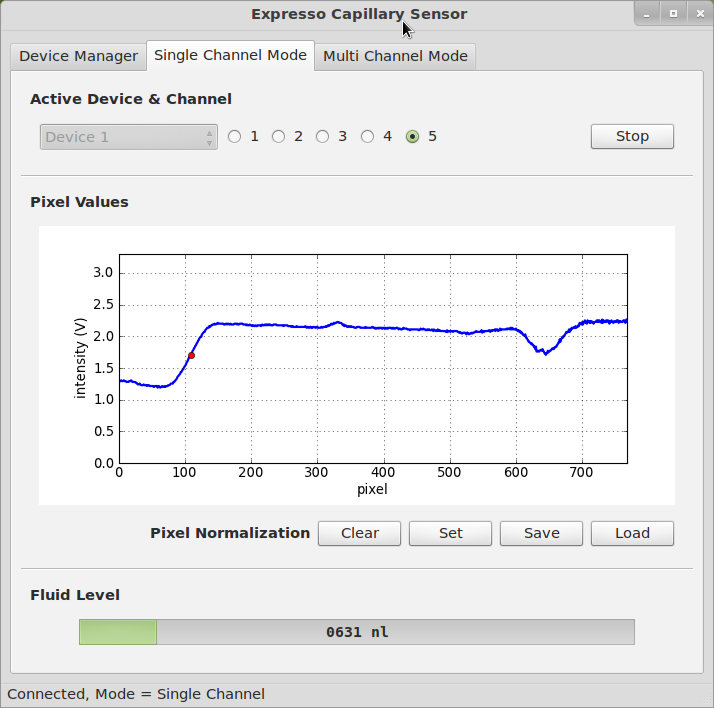 Expresso Capillary Sensor
Device Manager Single Channel Mode Multi Channel Mode
Active Device & Channel
Device 1 1 2 3 4 5 Stop
Pixel Values
3.0
2.5
2.0
1.5
1.0
0.5
0.0
intensity (V)
0 100 200 300 400 500 600 700
pixel
Pixel Normalization Clear Set Save Load
Fluid Level
0631 nl
Connected, Mode = Single Channel